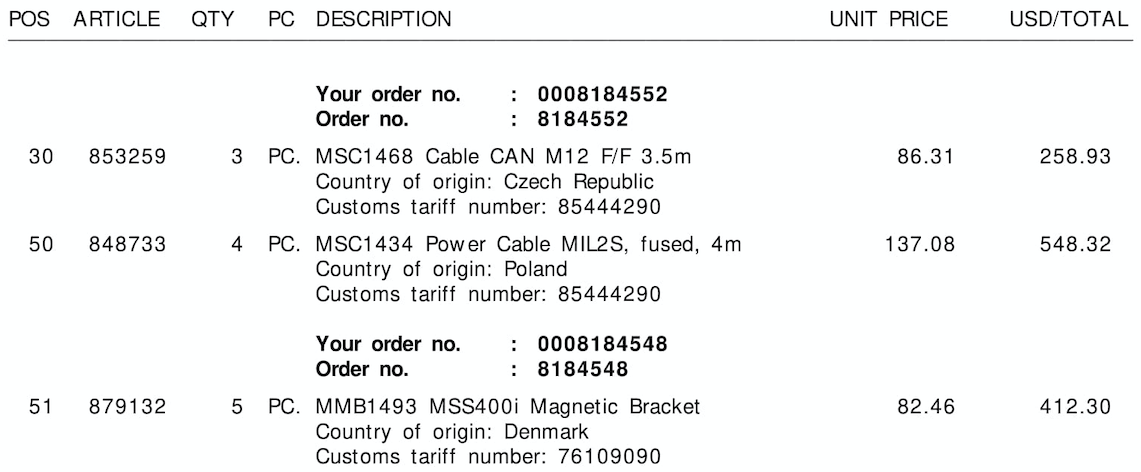 POS ARTICLE QTY PC DESCRIPTION UNIT PRICE USD/TOTAL
Your order no. : 0008184552
Order no. : 8184552
30 853259 3 PC. MSC1468 Cable CAN M12 F/F 3.5m 86.31 258.93
Country of origin: Czech Republic
Customs tariff number: 85444290
50 848733 4 PC. MSC1434 Power Cable MIL2S, fused, 4m 137.08 548.32
Country of origin: Poland
Customs tariff number: 85444290
Your order no. : 0008184548
Order no. : 8184548
51 879132 5 PC. MMB1493 MSS400i Magnetic Bracket 82.46 412.30
Country of origin: Denmark
Customs tariff number: 76109090